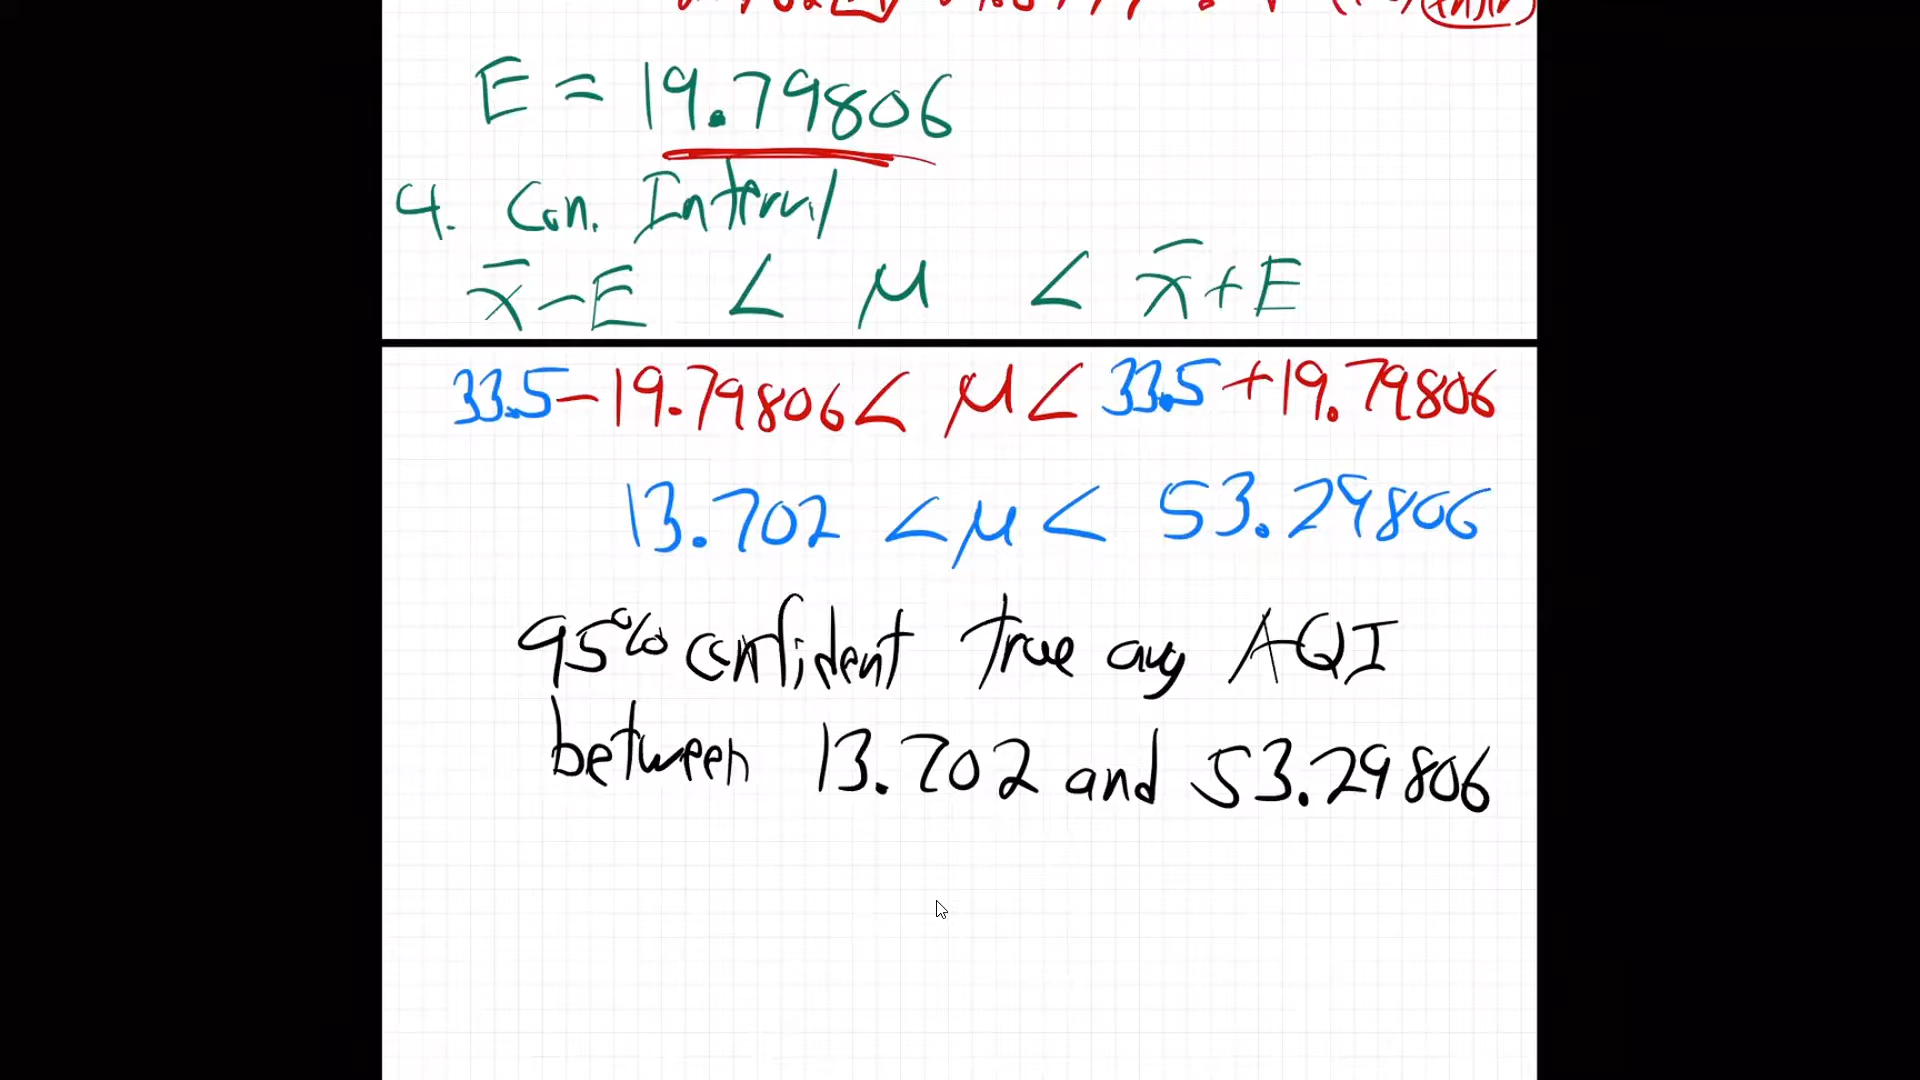 E = 19.79806
4. Con. Interval
x̄ - E < μ < x̄ + E
33.5 - 19.79806 < μ < 33.5 + 19.79806
13.702 < μ < 53.29806
95% confident true avg AQI
between 13.702 and 53.29806